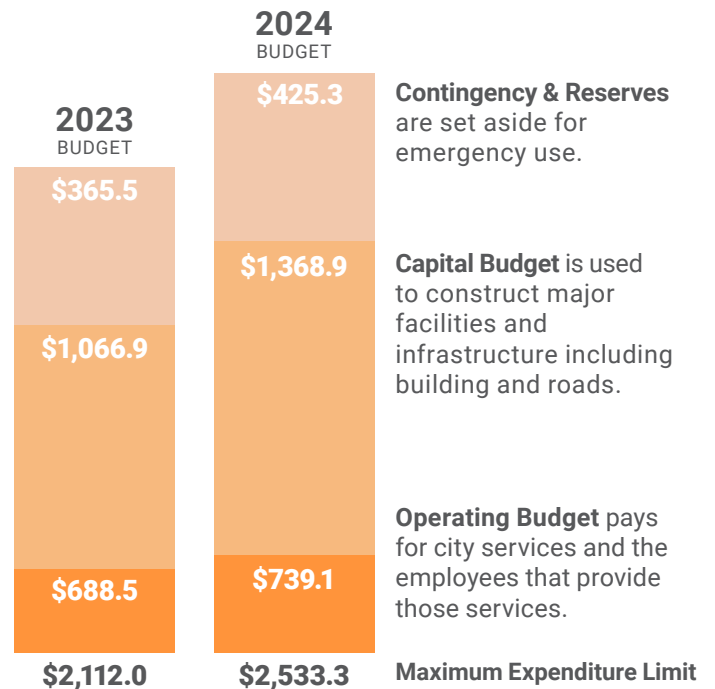 2023
BUDGET
$365.5
$1,066.9
$688.5
$2,112.0
2024
BUDGET
$425.3
$1,368.9
$739.1
$2,533.3
Contingency & Reserves
are set aside for
emergency use.
Capital Budget is used
to construct major
facilities and
infrastructure including
building and roads.
Operating Budget pays
for city services and the
employees that provide
those services.
Maximum Expenditure Limit